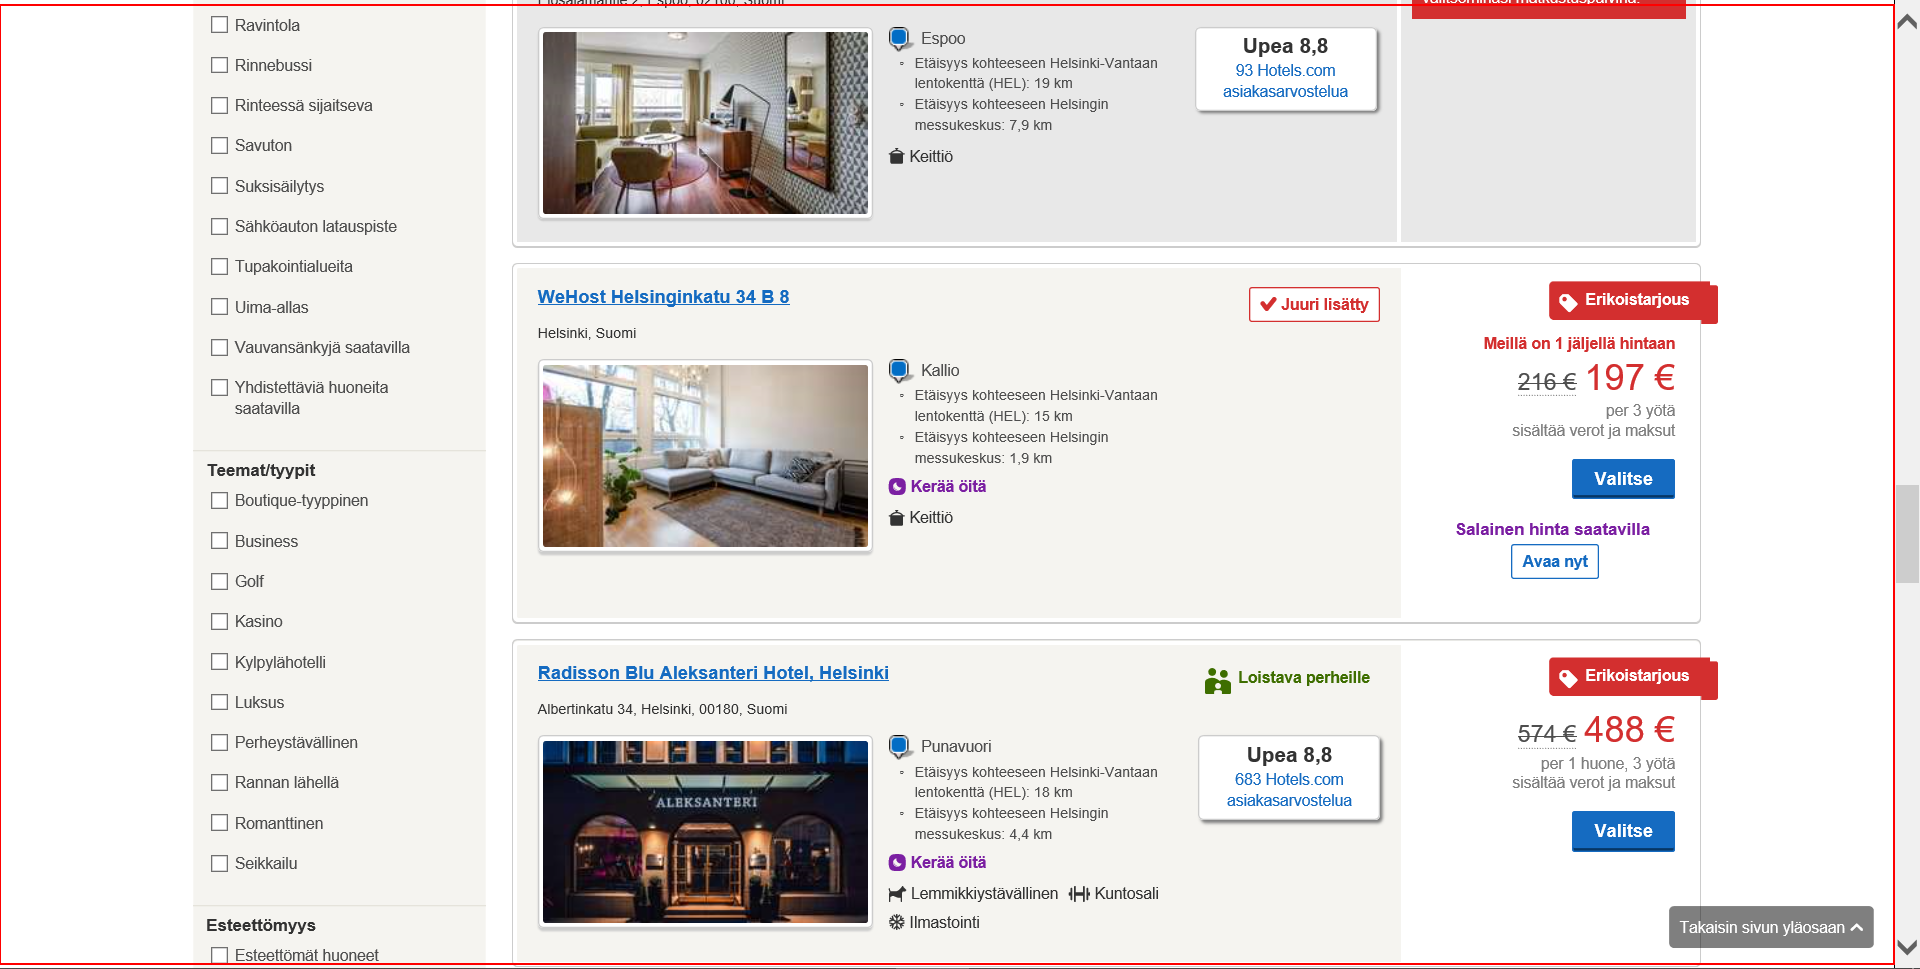 Ravintola
Rinnebussi
Rinteessä sijaitseva
Savuton
Suksisäilytys
Sähköauton latauspiste
Tupakointialueita
Uima-allas
Vauvansänkyjä saatavilla
Yhdistettäviä huoneita
saatavilla
Teemat/tyypit
Boutique-tyyppinen
Business
Golf
Kasino
Kylpylähotelli
Luksus
Perheystävällinen
Rannan lähellä
Romanttinen
Seikkailu
Esteettömyys
Esteettömät huoneet
Espoo
Etäisyys kohteeseen Helsinki-Vantaan
lentokenttä (HEL): 19 km
Etäisyys kohteeseen Helsingin
messukeskus: 7,9 km
Keittiö
Upea 8,8
93 Hotels.com
asiakasarvostelua
WeHost Helsinginkatu 34 B 8
Juuri lisätty
Helsinki, Suomi
Kallio
Etäisyys kohteeseen Helsinki-Vantaan
lentokenttä (HEL): 15 km
Etäisyys kohteeseen Helsingin
messukeskus: 1,9 km
Kerää öitä
Keittiö
Erikoistarjous
Meillä on 1 jäljellä hintaan
216 € 197 €
per 3 yötä
sisältää verot ja maksut
Valitse
Salainen hinta saatavilla
Avaa nyt
Radisson Blu Aleksanteri Hotel, Helsinki
Loistava perheille
Albertinkatu 34, Helsinki, 00180, Suomi
ALEKSANTERI
Punavuori
Etäisyys kohteeseen Helsinki-Vantaan
lentokenttä (HEL): 18 km
Etäisyys kohteeseen Helsingin
messukeskus: 4,4 km
Kerää öitä
Lemmikkiystävällinen Kuntosali
Ilmastointi
Upea 8,8
683 Hotels.com
asiakasarvostelua
Erikoistarjous
574 € 488 €
per 1 huone, 3 yötä
sisältää verot ja maksut
Valitse
Takaisin sivun yläosaan